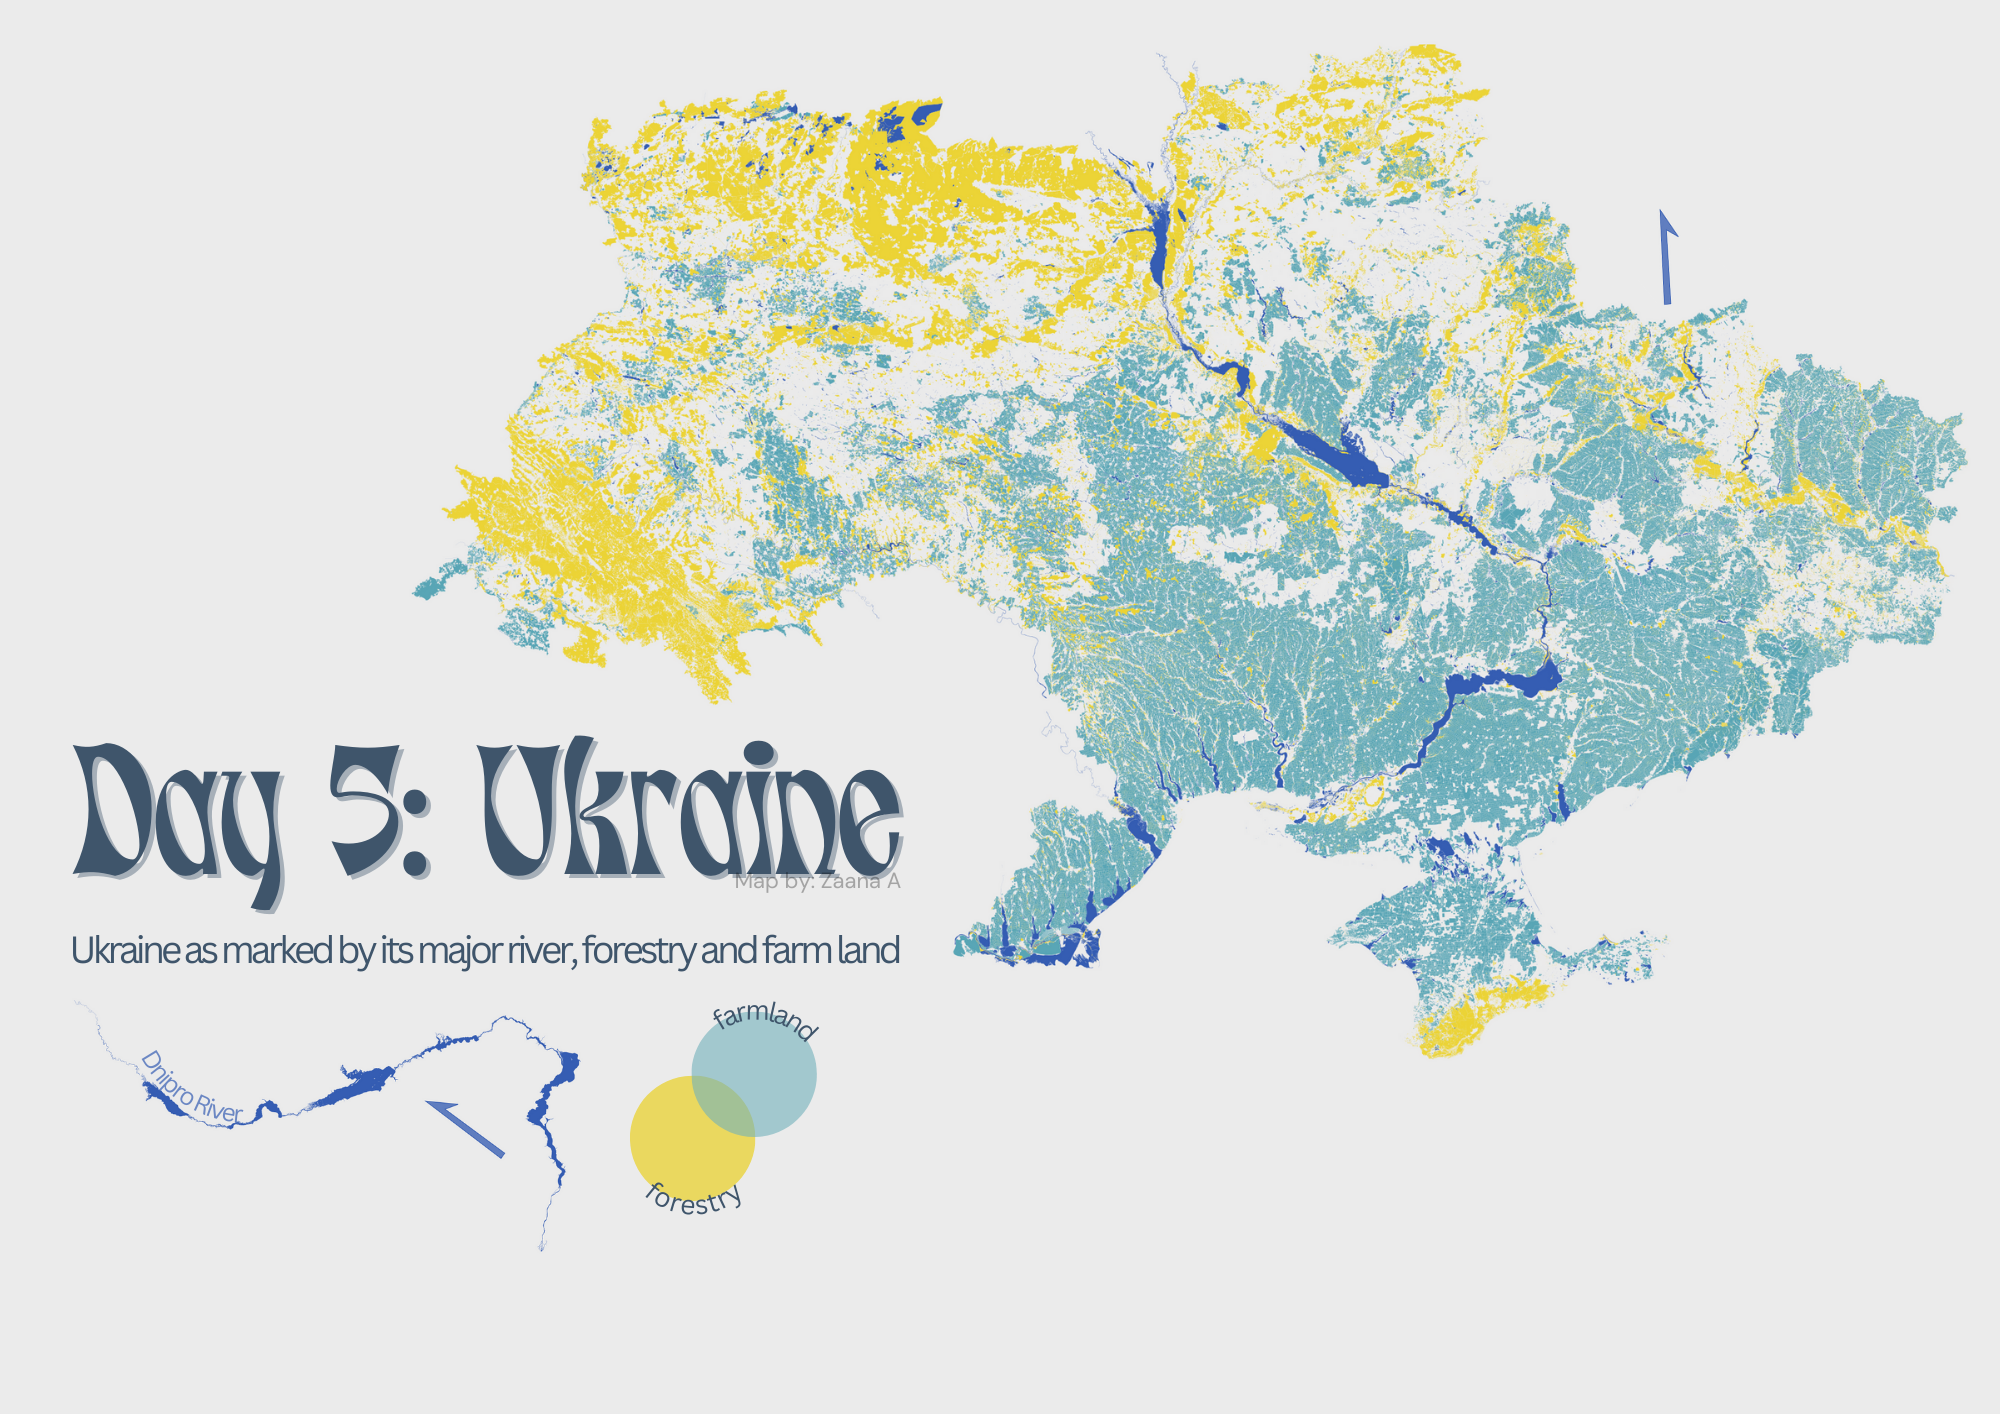 Day 5: Ukraine
Map by: Zaana A
Ukraine as marked by its major river, forestry and farm land
Dnipro River
farmland
forestry